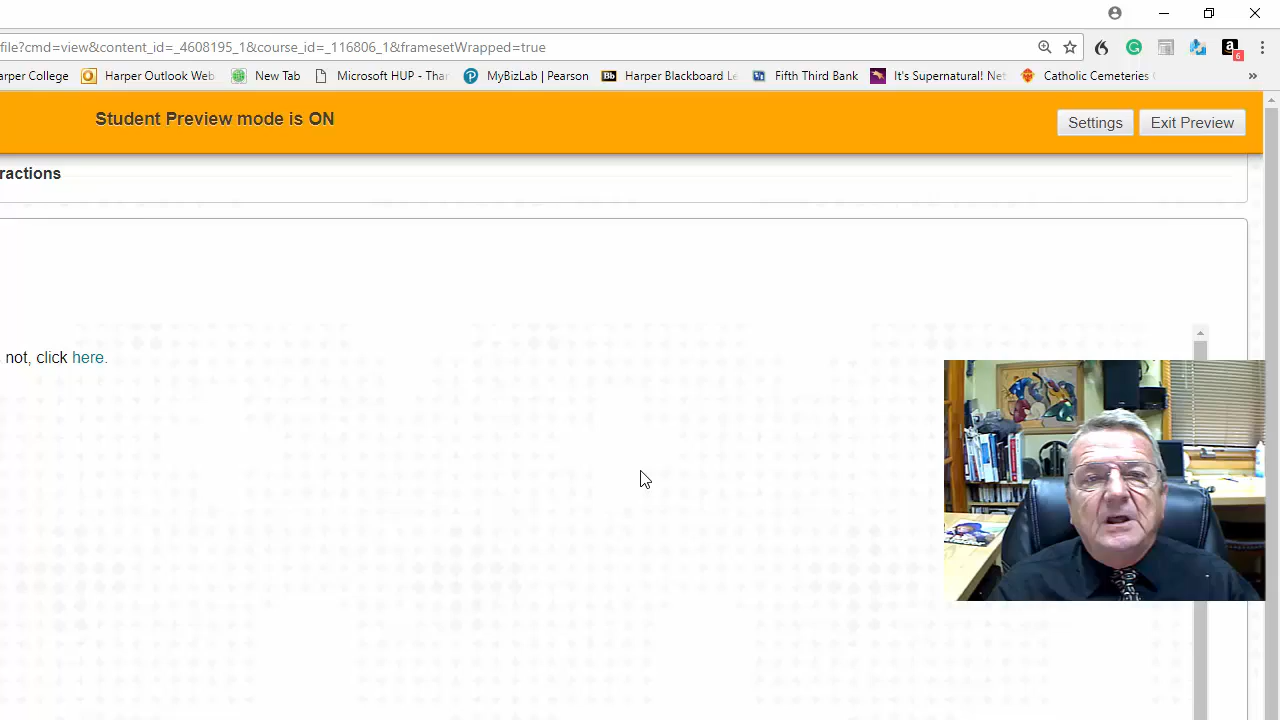 file?cmd=view&content_id=_4608195_1&course_id=_116806_1&framesetWrapped=true
6
arper College Harper Outlook Web New Tab Microsoft HUP - Tha MyBizLab | Pearson Bb Harper Blackboard Le Fifth Third Bank It's Supernatural! Net Catholic Cemeteries »
Student Preview mode is ON Settings Exit Preview
ractions
not, click here.